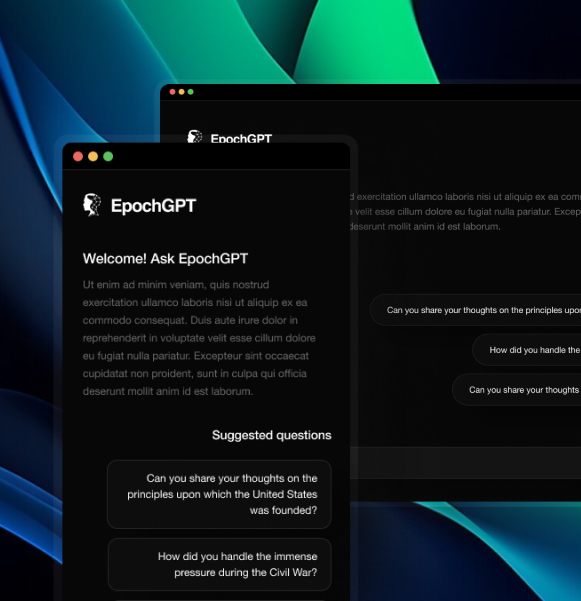 EpochGPT
d exercitation ullamco laboris nisi ut aliquip ex ea com
velit esse cillum dolore eu fugiat nulla pariatur. Excep
deserunt mollit anim id est laborum.
Can you share your thoughts on the principles upon
How did you handle the
Can you share your thoughts
EpochGPT
Welcome! Ask EpochGPT
Ut enim ad minim veniam, quis nostrud
exercitation ullamco laboris nisi ut aliquip ex ea
commodo consequat. Duis aute irure dolor in
reprehenderit in voluptate velit esse cillum dolore
eu fugiat nulla pariatur. Excepteur sint occaecat
cupidatat non proident, sunt in culpa qui officia
deserunt mollit anim id est laborum.
Suggested questions
Can you share your thoughts on the
principles upon which the United States
was founded?
How did you handle the immense
pressure during the Civil War?